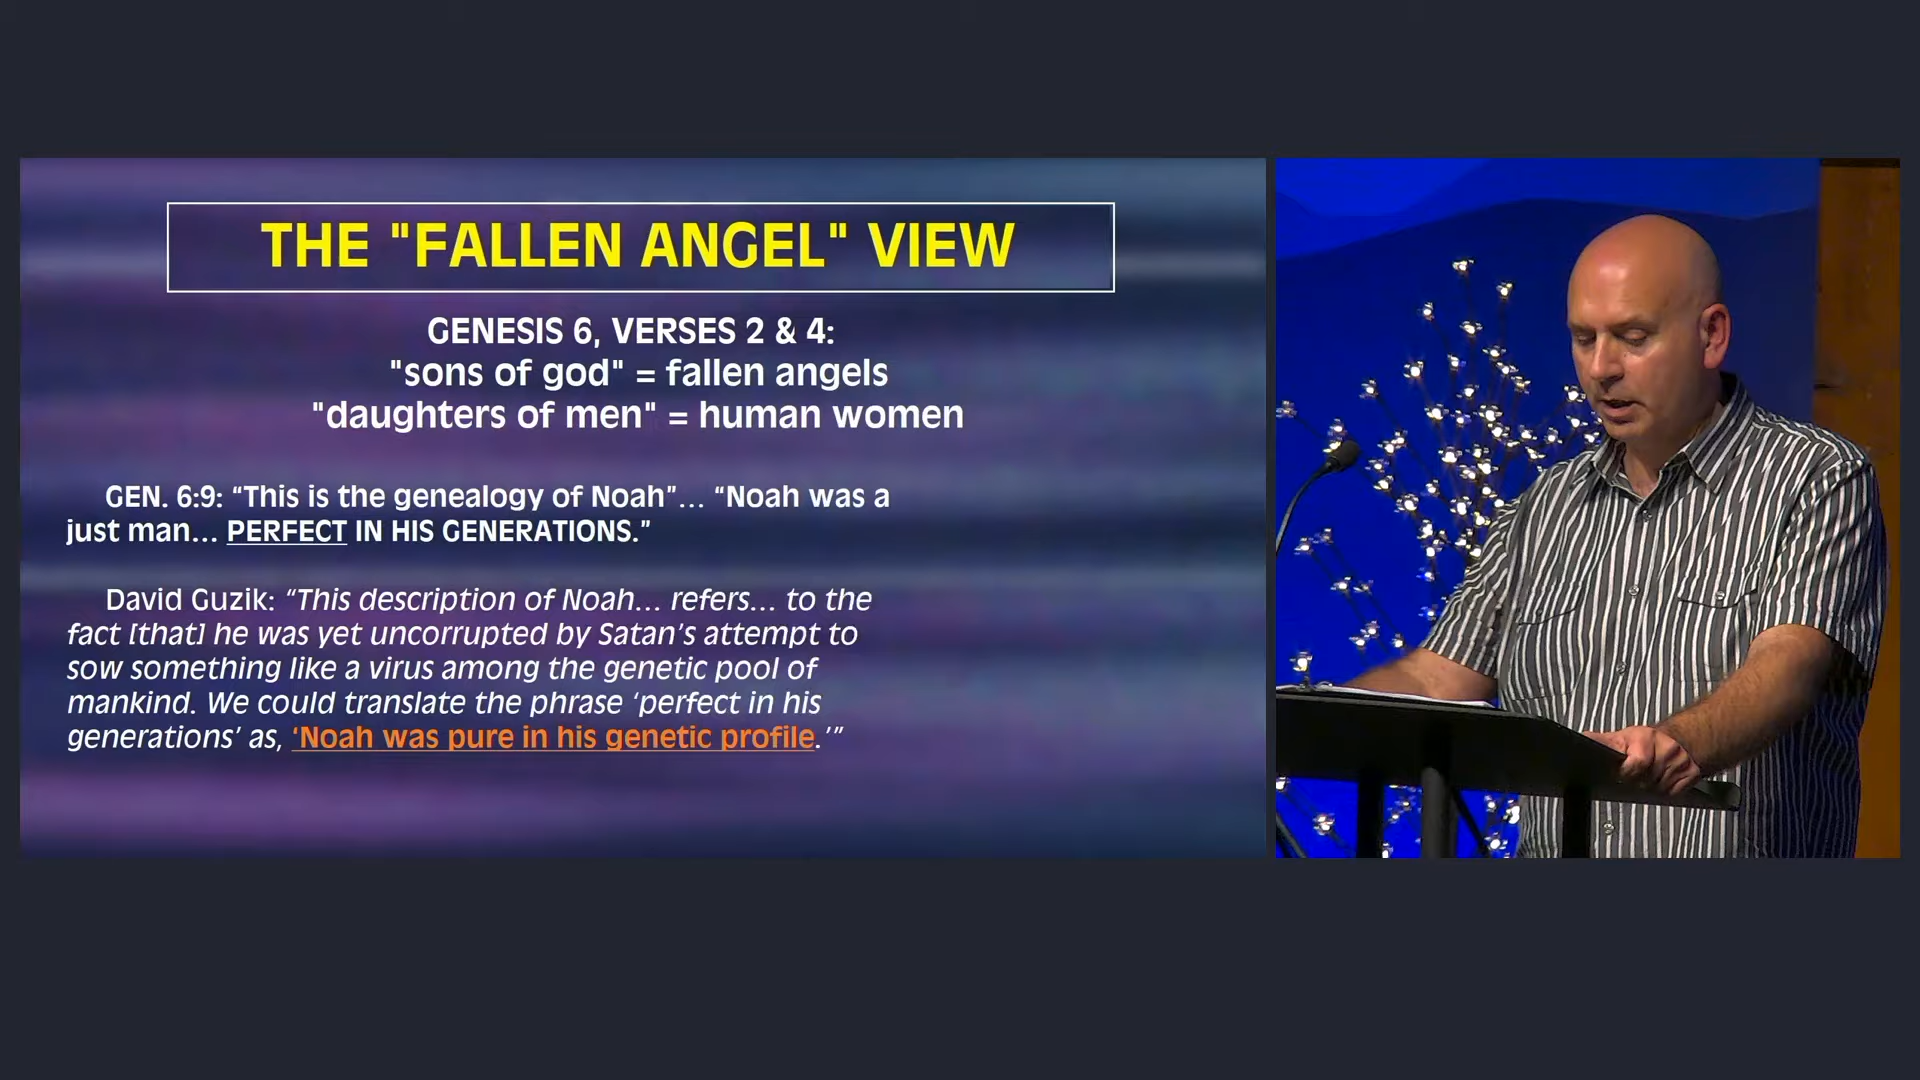 THE "FALLEN ANGEL" VIEW
GENESIS 6, VERSES 2 & 4:
"sons of god" = fallen angels
"daughters of men" = human women
GEN. 6:9: “This is the genealogy of Noah”... “Noah was a
just man... PERFECT IN HIS GENERATIONS.”
David Guzik: “This description of Noah... refers... to the
fact [that] he was yet uncorrupted by Satan’s attempt to
sow something like a virus among the genetic pool of
mankind. We could translate the phrase ‘perfect in his
generations’ as, ‘Noah was pure in his genetic profile.’”